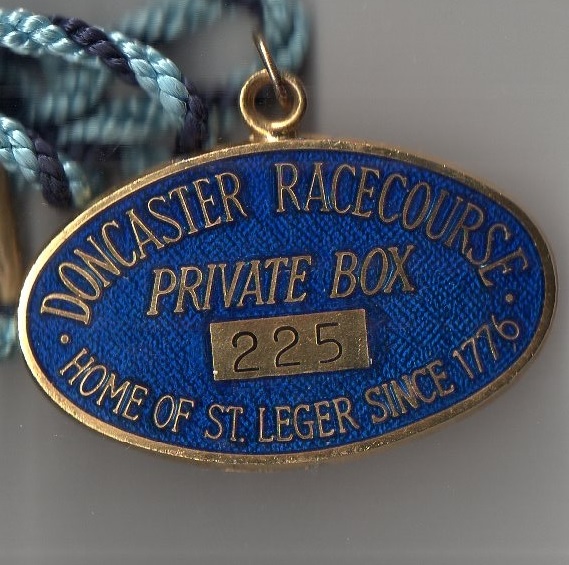 DONCASTER RACECOURSE
PRIVATE BOX
225
· HOME OF ST. LEGER SINCE 1776 ·